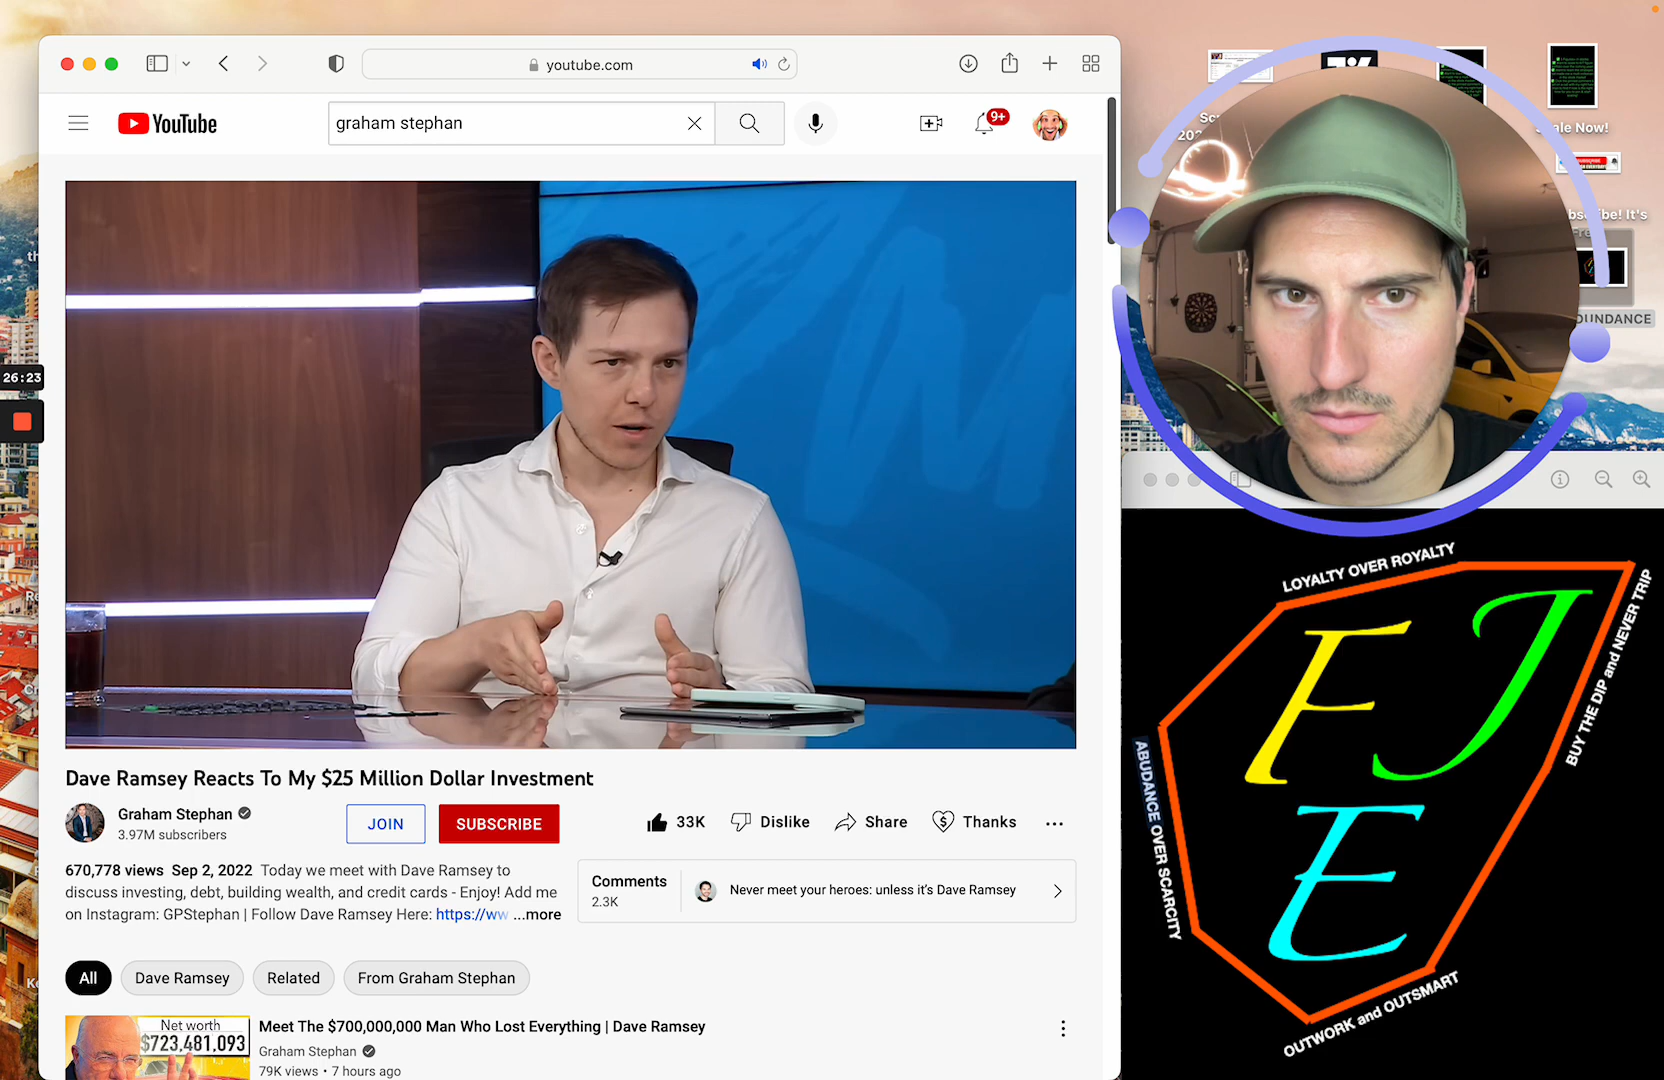 youtube.com
YouTube
graham stephan
9+
26:23
Dave Ramsey Reacts To My $25 Million Dollar Investment
Graham Stephan
3.97M subscribers
JOIN
SUBSCRIBE
33K
Dislike
Share
Thanks
670,778 views Sep 2, 2022 Today we meet with Dave Ramsey to
discuss investing, debt, building wealth, and credit cards - Enjoy! Add me
on Instagram: GPStephan | Follow Dave Ramsey Here: https://ww ...more
Comments
2.3K
Never meet your heroes: unless it's Dave Ramsey
All
Dave Ramsey
Related
From Graham Stephan
Net worth
$723,481,093
Meet The $700,000,000 Man Who Lost Everything | Dave Ramsey
Graham Stephan
79K views • 7 hours ago
Now!
It's
LOYALTY OVER ROYALTY
BUY THE DIP and NEVER TRIP
FJ
E
ABUDANCE OVER SCARCITY
OUTWORK and OUTSMART